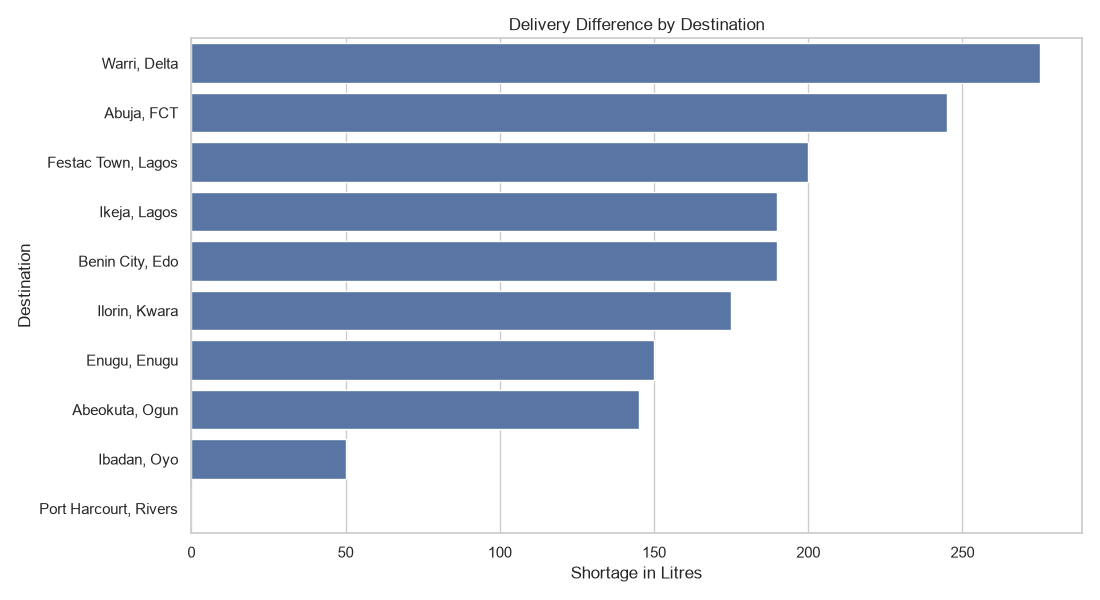 Delivery Difference by Destination
Destination
Warri, Delta
Abuja, FCT
Festac Town, Lagos
Ikeja, Lagos
Benin City, Edo
Ilorin, Kwara
Enugu, Enugu
Abeokuta, Ogun
Ibadan, Oyo
Port Harcourt, Rivers
0 50 100 150 200 250
Shortage in Litres